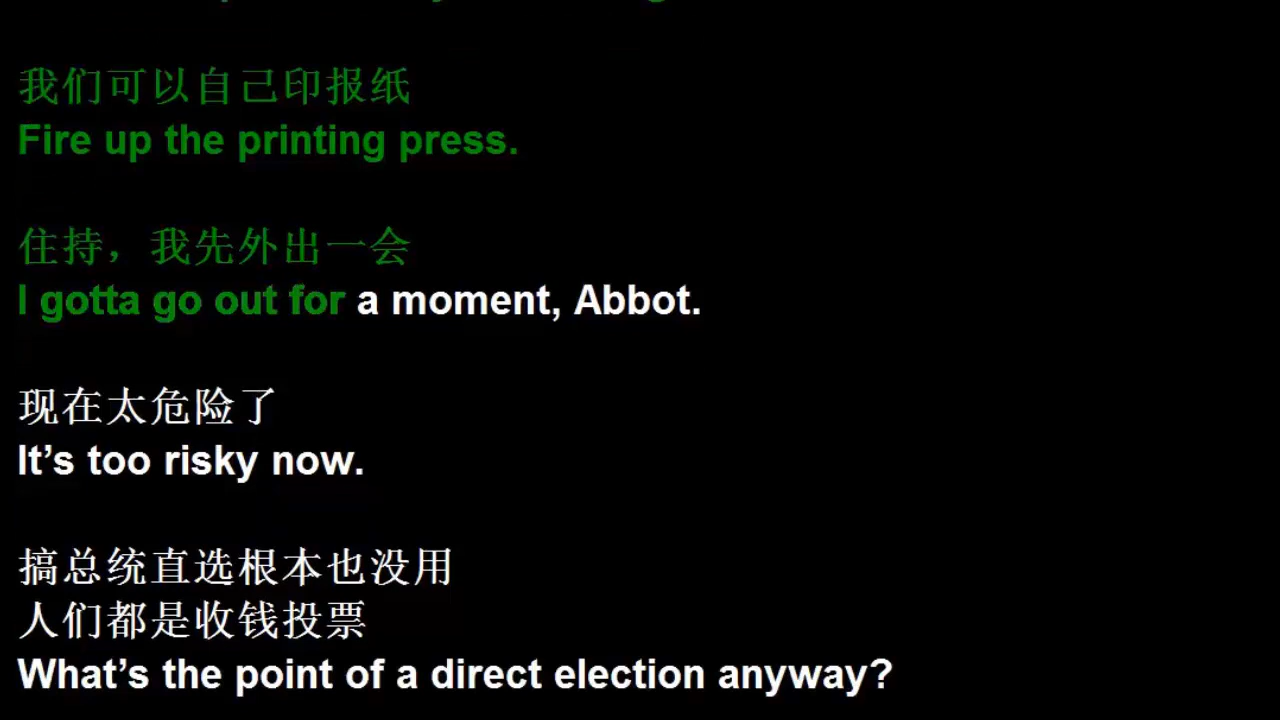 我们可以自己印报纸
Fire up the printing press.
住持，我先外出一会
I gotta go out for a moment, Abbot.
现在太危险了
It’s too risky now.
搞总统直选根本也没用
人们都是收钱投票
What’s the point of a direct election anyway?